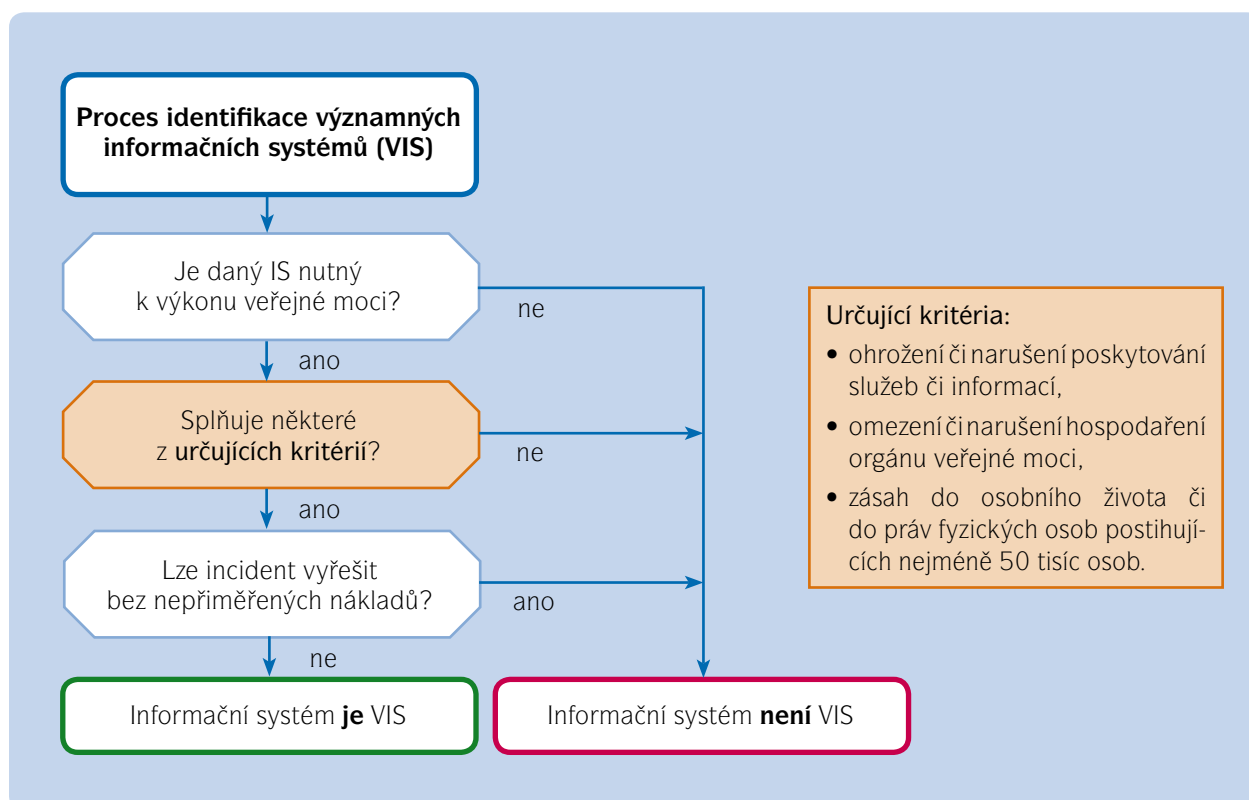 Proces identifikace významných
informačních systémů (VIS)
Je daný IS nutný
k výkonu veřejné moci?
ne
ano
Splňuje některé
z určujících kritérií?
ne
ano
Lze incident vyřešit
bez nepřiměřených nákladů?
ano
ne
Informační systém je VIS
Informační systém není VIS
Určující kritéria:
• ohrožení či narušení poskytování
služeb či informací,
• omezení či narušení hospodaření
orgánu veřejné moci,
• zásah do osobního života či
do práv fyzických osob postihují-
cích nejméně 50 tisíc osob.